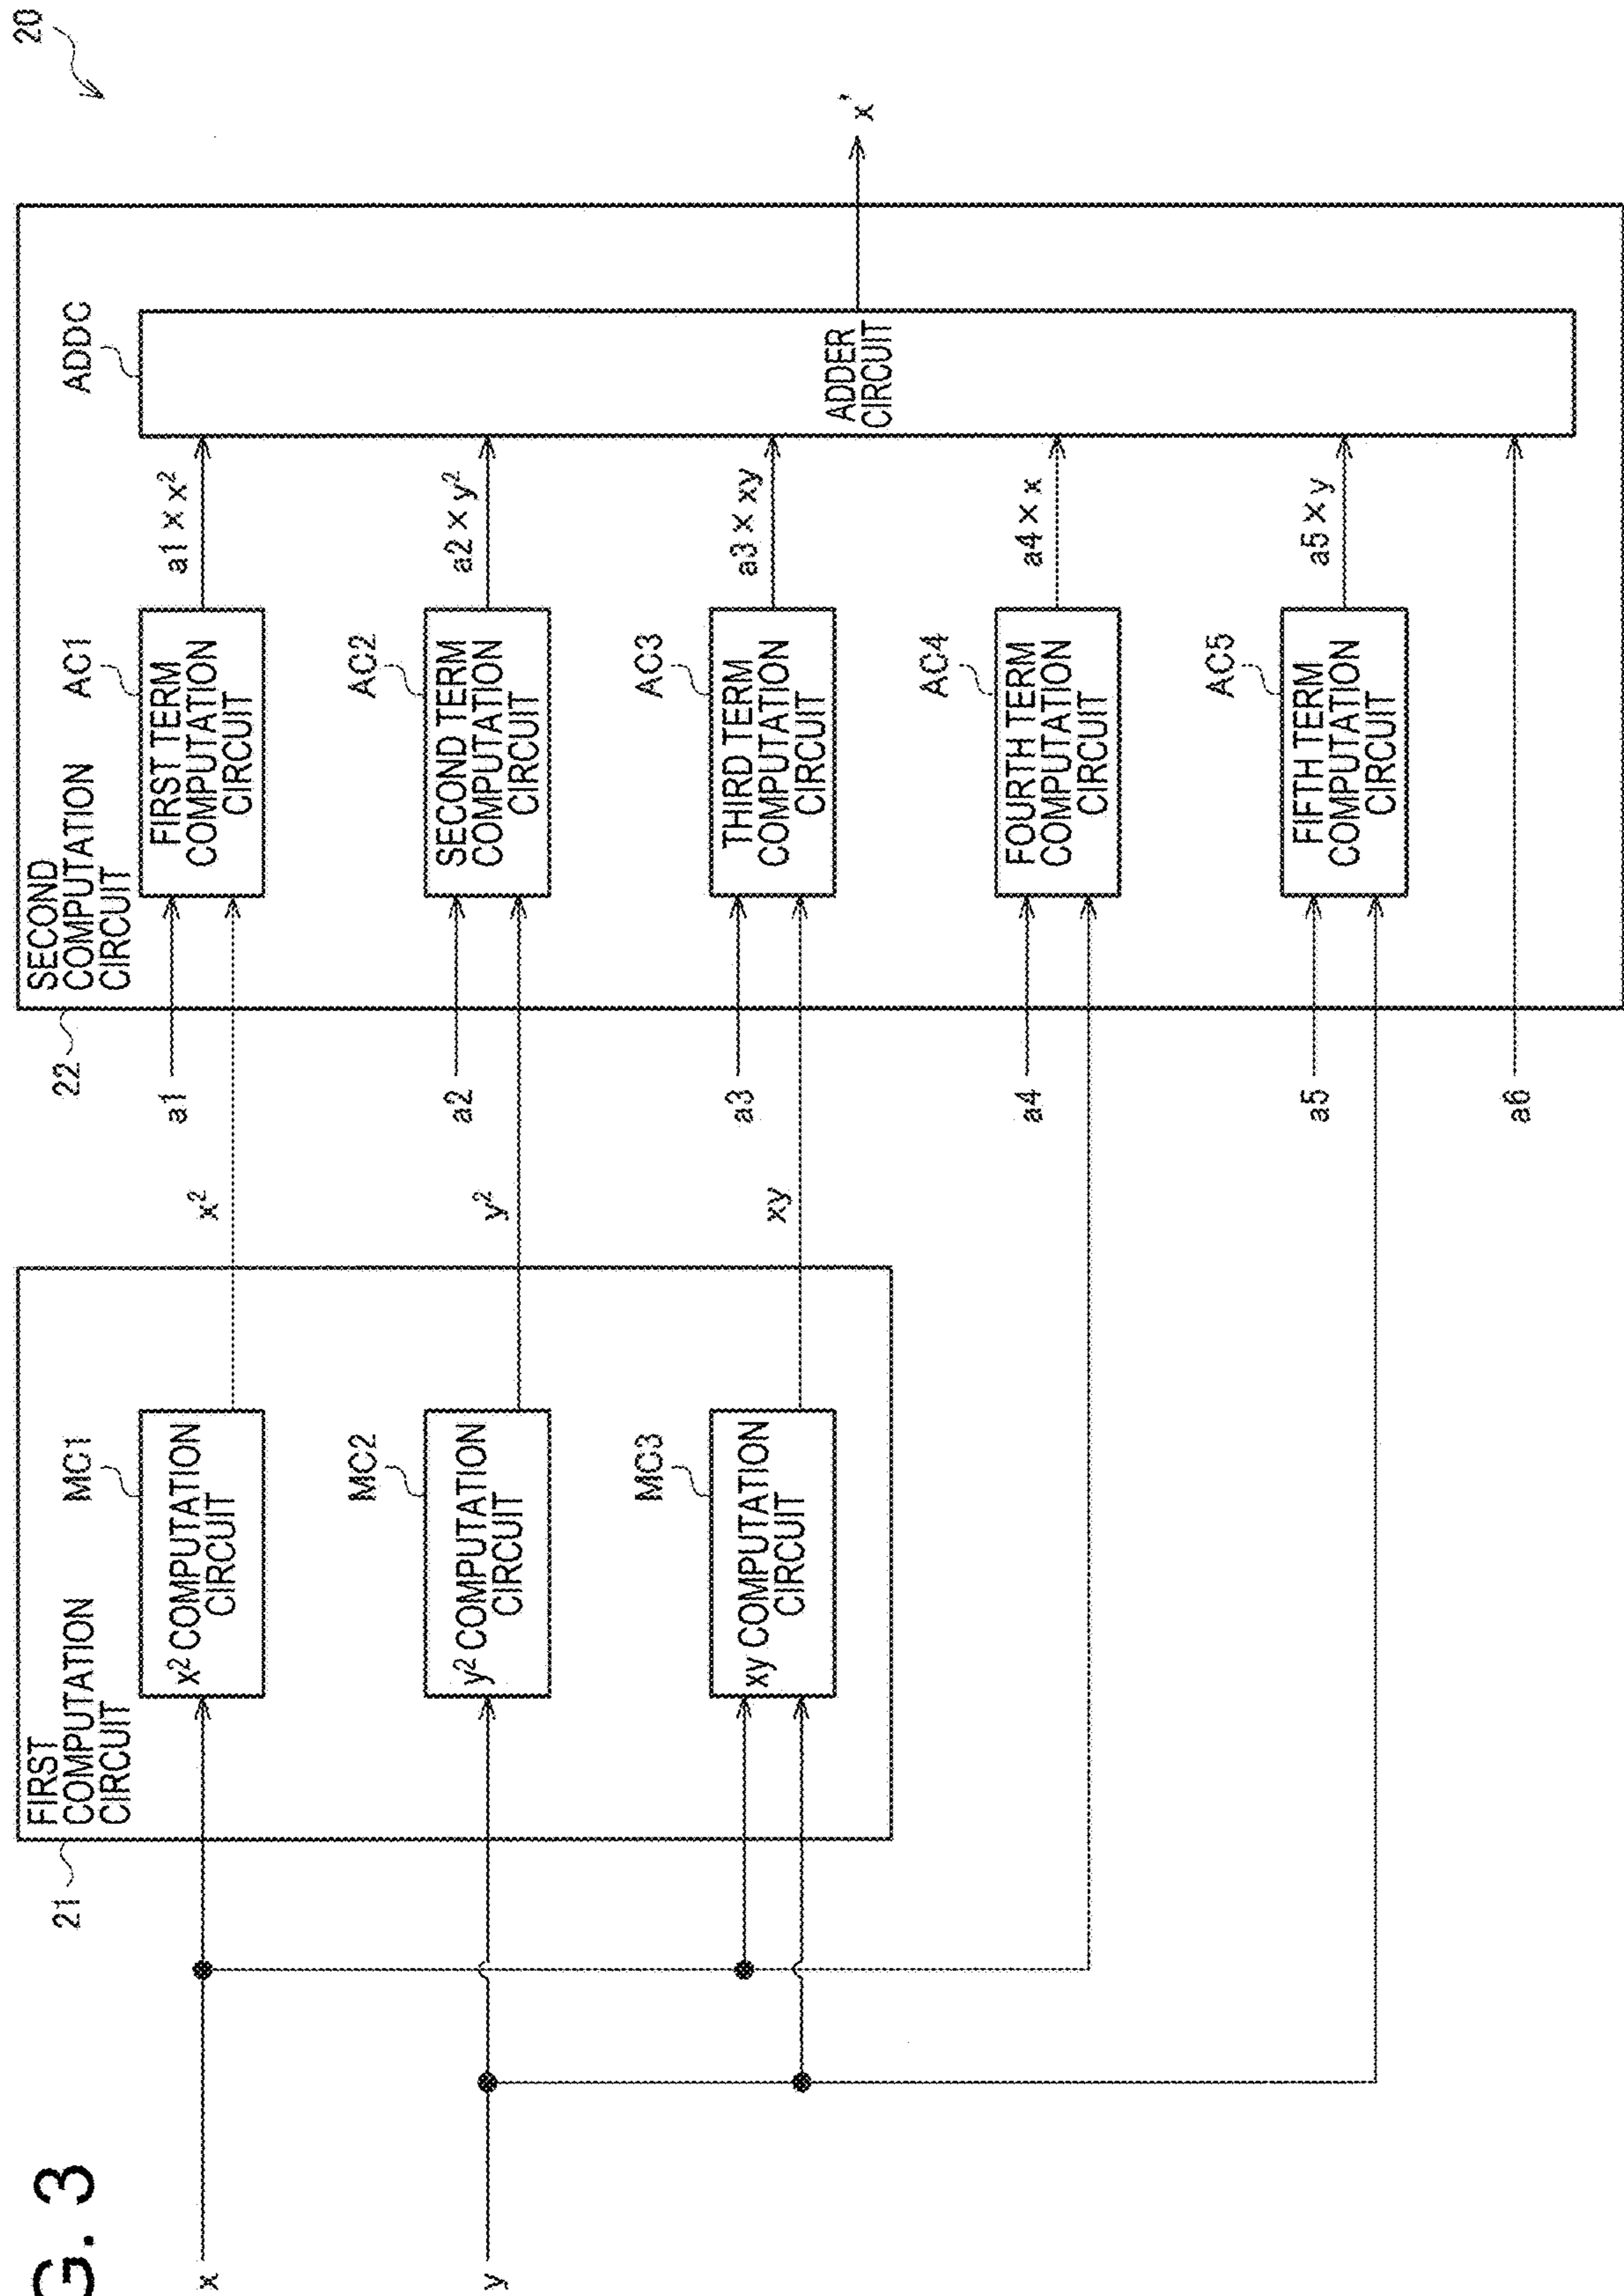 G. 3
20
x
y
21
FIRST
COMPUTATION
CIRCUIT
MC1
x² COMPUTATION
CIRCUIT
MC2
y² COMPUTATION
CIRCUIT
MC3
xy COMPUTATION
CIRCUIT
x²
y²
xy
22
SECOND
COMPUTATION
CIRCUIT
a1
a2
a3
a4
a5
a6
AC1
FIRST TERM
COMPUTATION
CIRCUIT
AC2
SECOND TERM
COMPUTATION
CIRCUIT
AC3
THIRD TERM
COMPUTATION
CIRCUIT
AC4
FOURTH TERM
COMPUTATION
CIRCUIT
AC5
FIFTH TERM
COMPUTATION
CIRCUIT
a1 × x²
a2 × y²
a3 × xy
a4 × x
a5 × y
ADDC
ADDER
CIRCUIT
x'